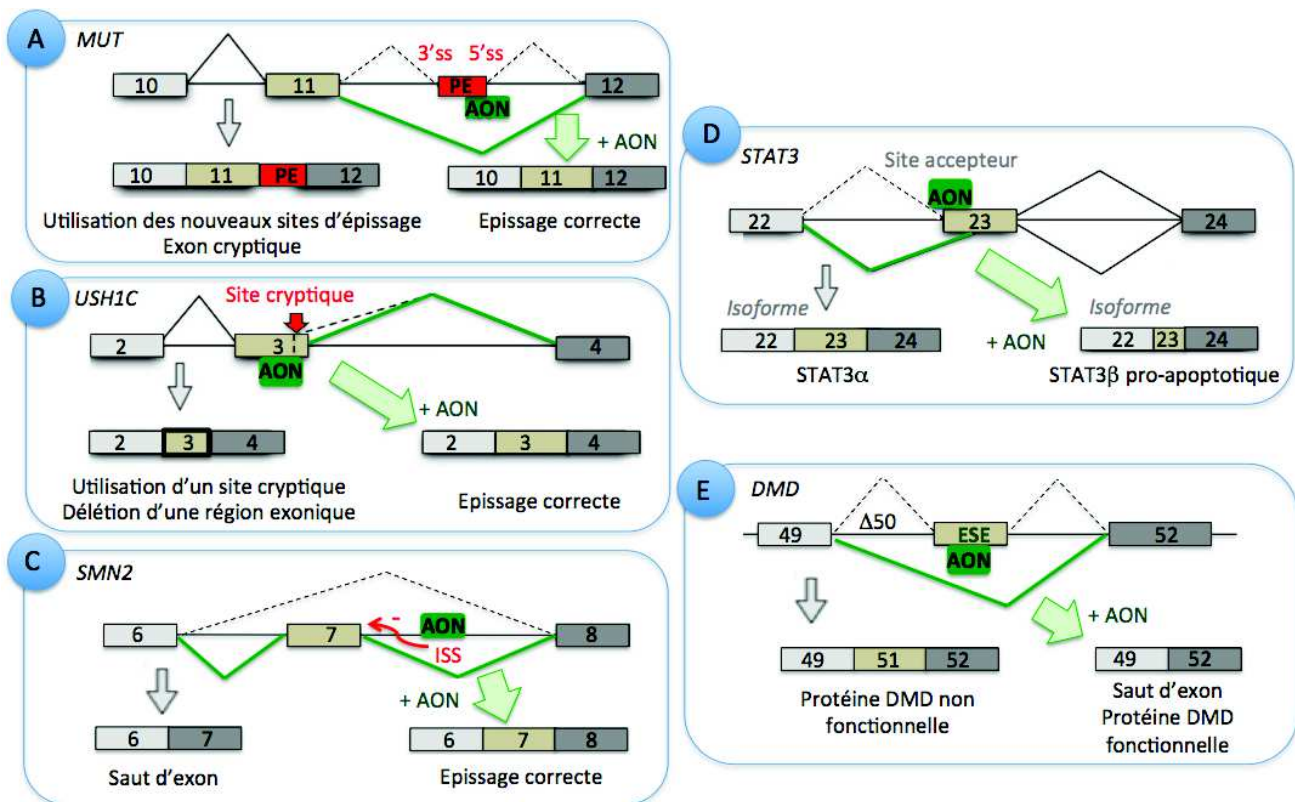 A
MUT
3'ss 5'ss
10 11 PE 12
AON
+ AON
10 11 PE 12
10 11 12
Utilisation des nouveaux sites d'épissage
Exon cryptique
Epissage correcte
B
USH1C
Site cryptique
2 3 4
AON
+ AON
2 3 4
2 3 4
Utilisation d'un site cryptique
Délétion d'une région exonique
Epissage correcte
C
SMN2
6 7 8
-
AON
ISS
+ AON
6 7
6 7 8
Saut d'exon
Epissage correcte
D
STAT3
Site accepteur
AON
22 23 24
Isoforme
Isoforme
22 23 24
+ AON
22 23 24
STAT3α
STAT3β pro-apoptotique
E
DMD
Δ50
49 ESE 52
AON
+ AON
49 51 52
49 52
Protéine DMD non
fonctionnelle
Saut d'exon
Protéine DMD
fonctionnelle